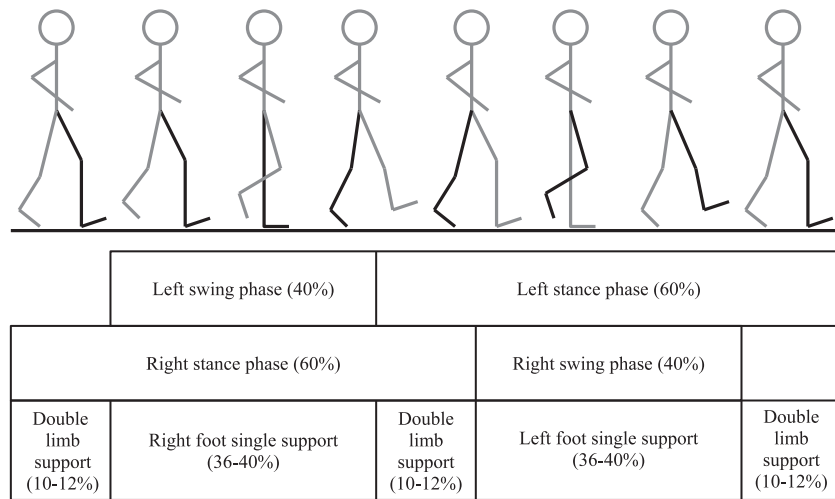 Left swing phase (40%)
Left stance phase (60%)
Right stance phase (60%)
Right swing phase (40%)
Double
limb
support
(10-12%)
Right foot single support
(36-40%)
Double
limb
support
(10-12%)
Left foot single support
(36-40%)
Double
limb
support
(10-12%)